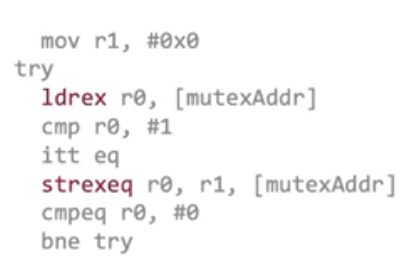 mov r1, #0x0
try
ldrex r0, [mutexAddr]
cmp r0, #1
itt eq
strexeq r0, r1, [mutexAddr]
cmpeq r0, #0
bne try